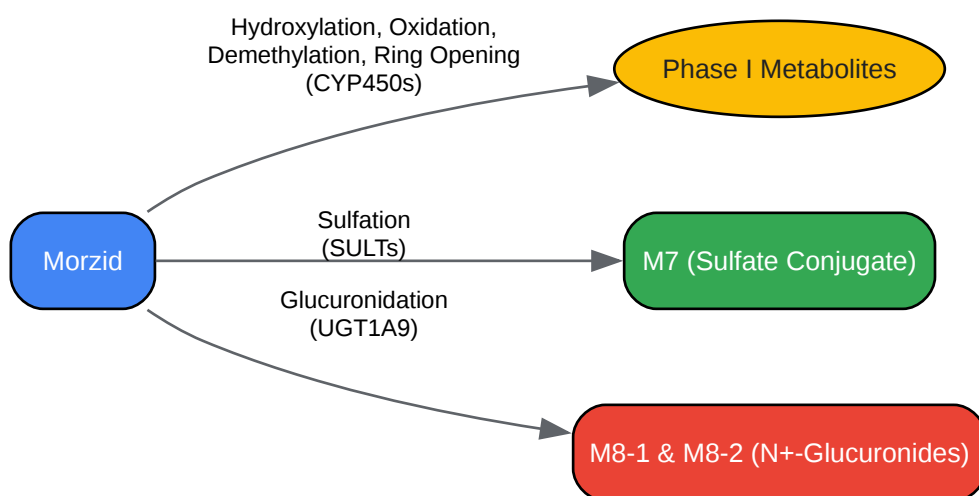 Hydroxylation, Oxidation,
Demethylation, Ring Opening
(CYP450s)
Phase I Metabolites
Morzid
Sulfation
(SULTs)
M7 (Sulfate Conjugate)
Glucuronidation
(UGT1A9)
M8-1 & M8-2 (N+-Glucuronides)